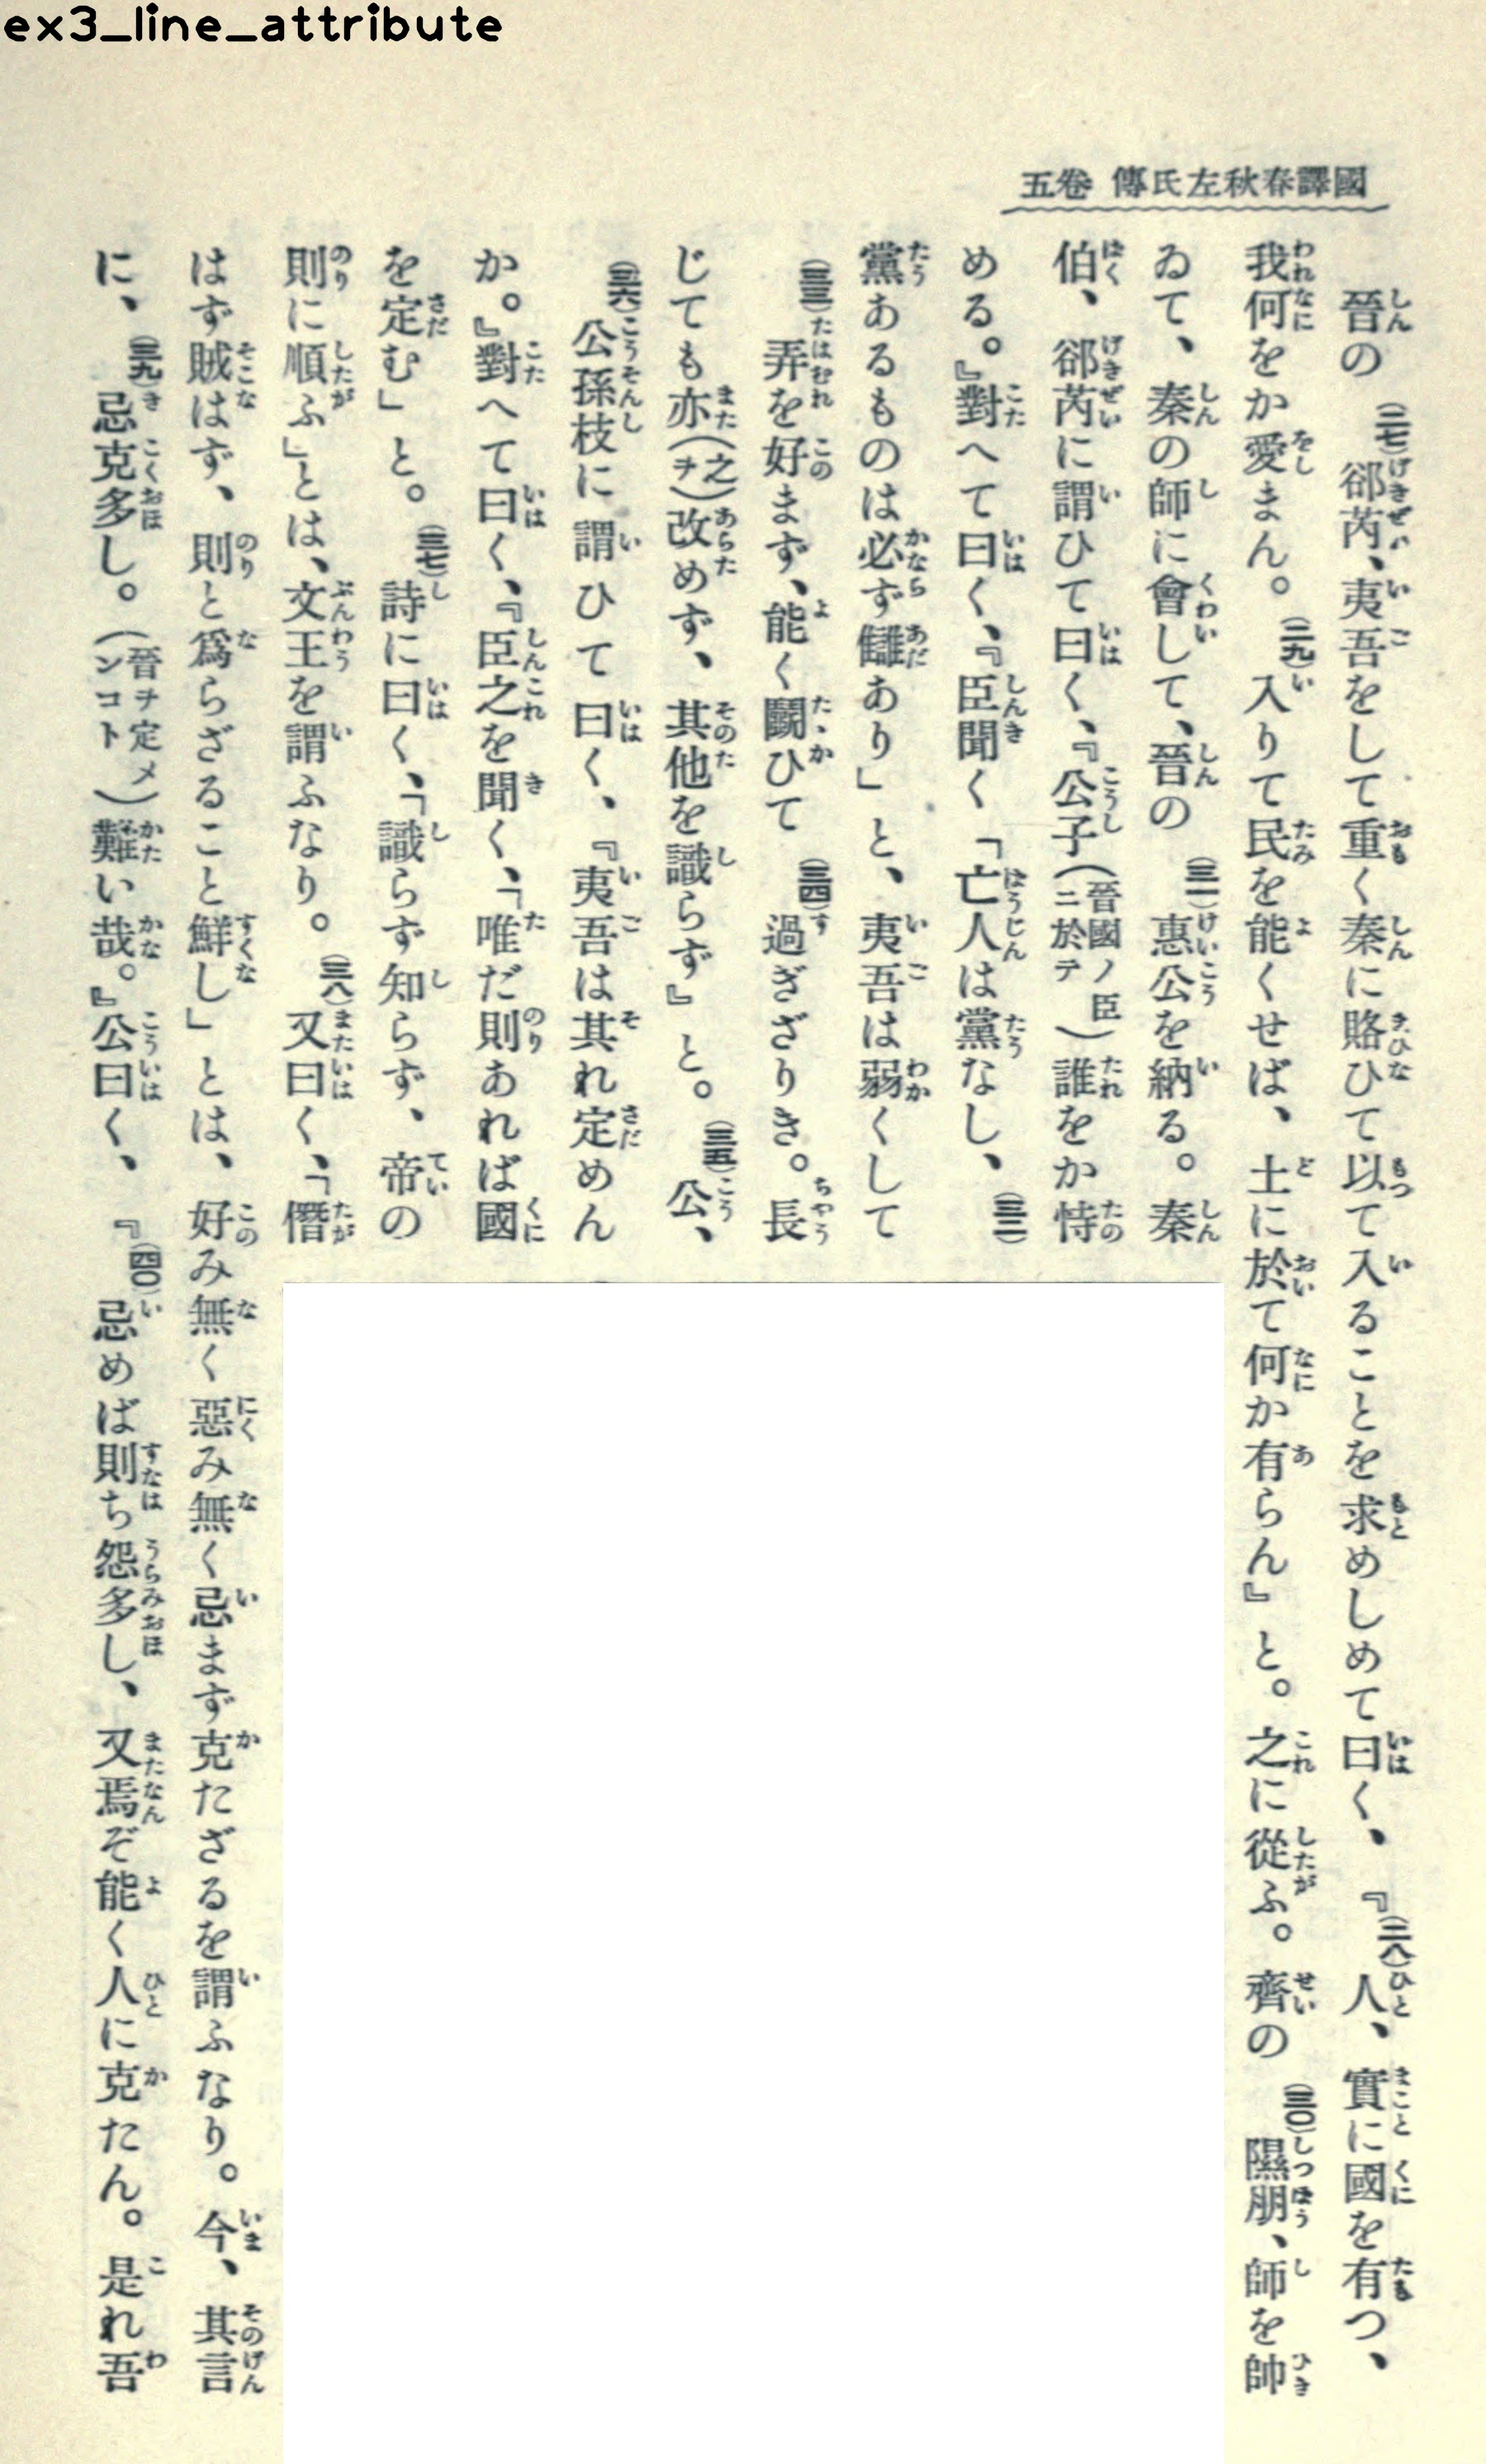 ex3_line_attribute
國譯春秋左氏傳 卷五
晉の(二七)郤芮、夷吾をして重く秦に賂ひて以て入ることを求めしめて曰く、『(二八)人、實に國を有つ、
我何をか愛まん。(二九)入りて民を能くせば、土に於て何か有らん』と。之に從ふ。齊の(三〇)隰朋、師を帥
ゐて、秦の師に會して、晉の(三一)惠公を納る。秦
伯、郤芮に謂ひて曰く、『公子(晉國ノ臣ニ於テ)誰をか恃
める。』對へて曰く、『臣聞く「亡人は黨なし、(三二)
黨あるものは必ず讎あり」と、夷吾は弱くして
(三三)弄を好まず、能く鬪ひて(三四)過ぎざりき。長
じても亦(之ヲ)改めず、其他を識らず』と。(三五)公、
(三六)公孫枝に謂ひて曰く、『夷吾は其れ定めん
か。』對へて曰く、『臣之を聞く、「唯だ則あれば國
を定む」と。(三七)詩に曰く、「識らず知らず、帝の
則に順ふ」とは、文王を謂ふなり。(三八)又曰く、「僭
はず賊はず、則と爲らざること鮮し」とは、好み無く惡み無く忌まず克たざるを謂ふなり。今、其言
に、(三九)忌克多し。(晉ヲ定メンコト)難い哉。』公曰く、『(四〇)忌めば則ち怨多し、又焉ぞ能く人に克たん。是れ吾